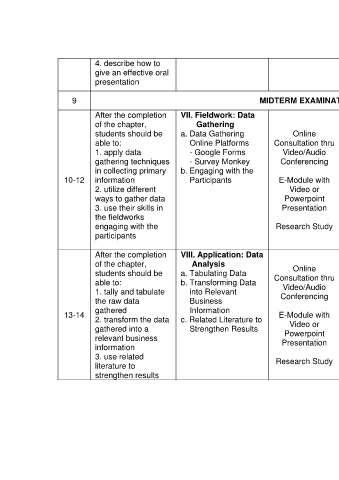 4. describe how to
give an effective oral
presentation
9
MIDTERM EXAMINAT
10-12
After the completion
of the chapter,
students should be
able to:
1. apply data
gathering techniques
in collecting primary
information
2. utilize different
ways to gather data
3. use their skills in
the fieldworks
engaging with the
participants
VII. Fieldwork: Data
Gathering
a. Data Gathering
Online Platforms
- Google Forms
- Survey Monkey
b. Engaging with the
Participants
Online
Consultation thru
Video/Audio
Conferencing
E-Module with
Video or
Powerpoint
Presentation
Research Study
13-14
After the completion
of the chapter,
students should be
able to:
1. tally and tabulate
the raw data
gathered
2. transform the data
gathered into a
relevant business
information
3. use related
literature to
strengthen results
VIII. Application: Data
Analysis
a. Tabulating Data
b. Transforming Data
into Relevant
Business
Information
c. Related Literature to
Strengthen Results
Online
Consultation thru
Video/Audio
Conferencing
E-Module with
Video or
Powerpoint
Presentation
Research Study